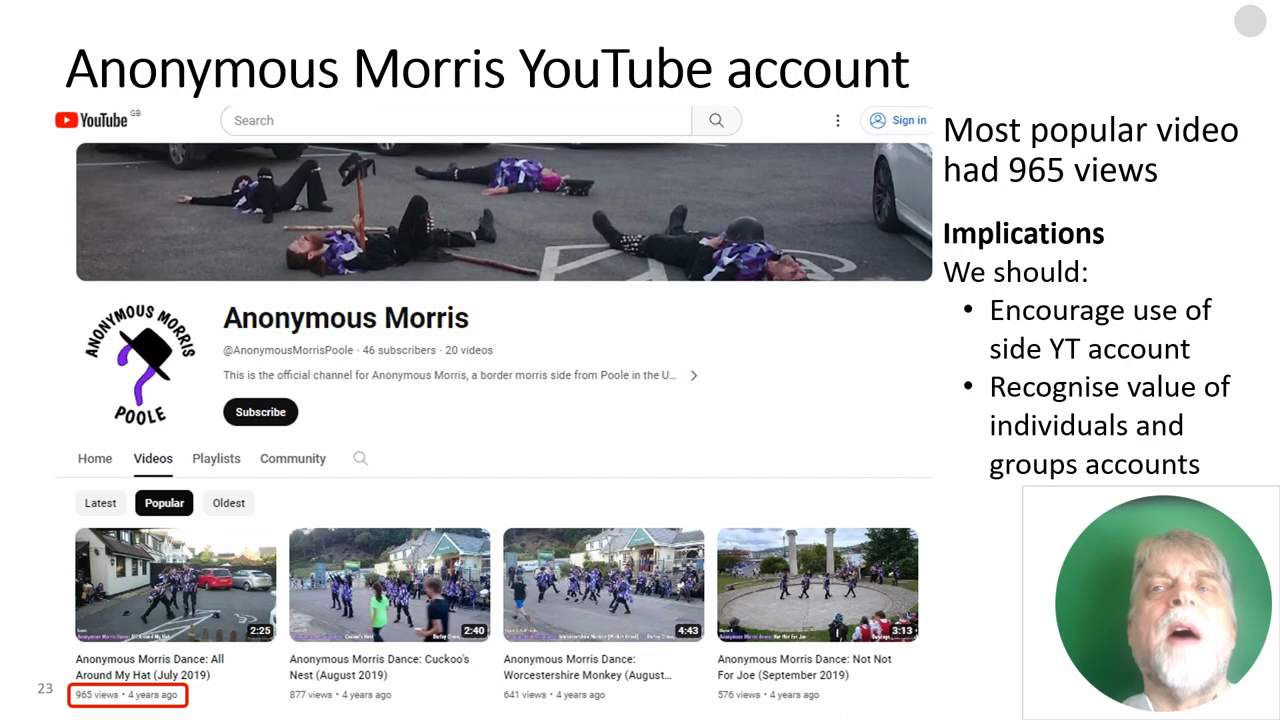 Anonymous Morris YouTube account
YouTube GB
Search
Sign in
Most popular video
had 965 views
Implications
We should:
• Encourage use of
side YT account
• Recognise value of
individuals and
groups accounts
ANONYMOUS MORRIS
POOLE
Anonymous Morris
@AnonymousMorrisPoole · 46 subscribers · 20 videos
This is the official channel for Anonymous Morris, a border morris side from Poole in the U...
Subscribe
Home Videos Playlists Community
Latest Popular Oldest
2:25
2:40
4:43
3:13
Anonymous Morris Dance: All
Around My Hat (July 2019)
965 views • 4 years ago
Anonymous Morris Dance: Cuckoo's
Nest (August 2019)
877 views • 4 years ago
Anonymous Morris Dance:
Worcestershire Monkey (August...
641 views • 4 years ago
Anonymous Morris Dance: Not Not
For Joe (September 2019)
576 views • 4 years ago
23